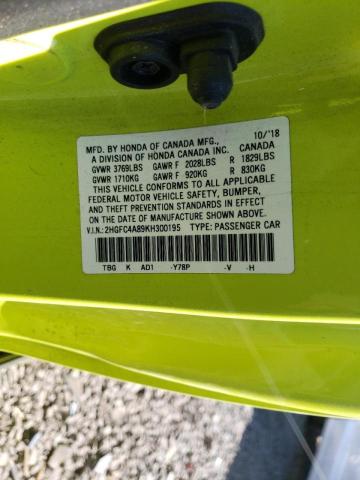 10/'18
MFD. BY HONDA OF CANADA MFG., CANADA
A DIVISION OF HONDA CANADA INC.
GVWR 3769LBS GAWR F 2028LBS R 1829LBS
GVWR 1710KG GAWR F 920KG R 830KG
THIS VEHICLE CONFORMS TO ALL APPLICABLE
FEDERAL MOTOR VEHICLE SAFETY, BUMPER,
AND THEFT PREVENTION STANDARDS IN EFFECT
ON THE DATE OF MANUFACTURE SHOWN ABOVE.
V.I.N.: 2HGFC4A89KH300195 TYPE: PASSENGER CAR
TBG K AD1 -Y78P -V -H